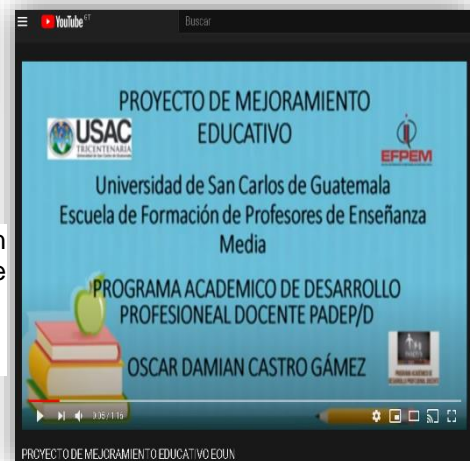 YouTube GT
Buscar
PROYECTO DE MEJORAMIENTO
EDUCATIVO
USAC
TRICENTENARIA
EFPEM
Universidad de San Carlos de Guatemala
Escuela de Formación de Profesores de Enseñanza
Media
PROGRAMA ACADEMICO DE DESARROLLO
PROFESIONEAL DOCENTE PADEP/D
OSCAR DAMIAN CASTRO GÁMEZ
PROYECTO DE MEJORAMIENTO EDUCATIVO EOUN